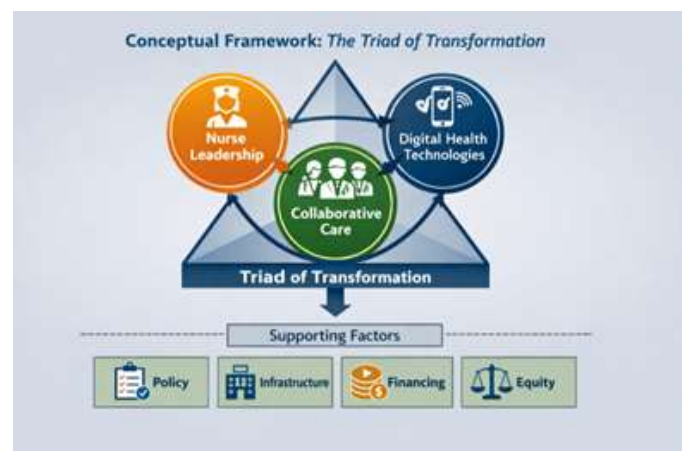 Conceptual Framework: The Triad of Transformation
Nurse
Leadership
Digital Health
Technologies
Collaborative
Care
Triad of Transformation
Supporting Factors
Policy
Infrastructure
Financing
Equity